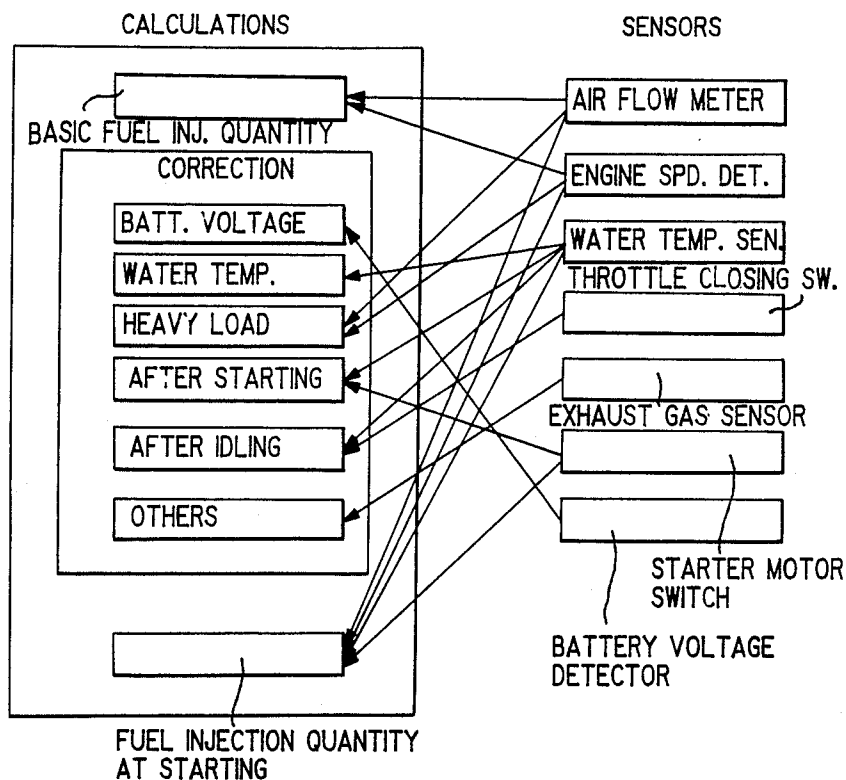 CALCULATIONS
SENSORS
BASIC FUEL INJ. QUANTITY
CORRECTION
BATT. VOLTAGE
WATER TEMP.
HEAVY LOAD
AFTER STARTING
AFTER IDLING
OTHERS
FUEL INJECTION QUANTITY
AT STARTING
AIR FLOW METER
ENGINE SPD. DET.
WATER TEMP. SEN.
THROTTLE CLOSING SW.
EXHAUST GAS SENSOR
STARTER MOTOR
SWITCH
BATTERY VOLTAGE
DETECTOR